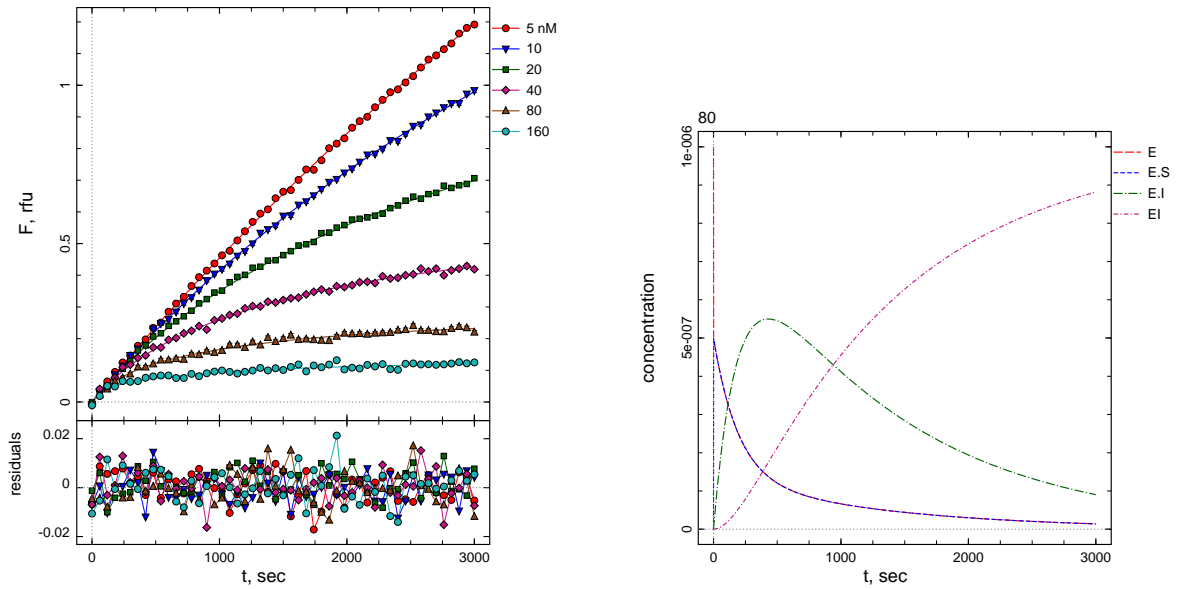 5 nM
10
20
40
80
160
F, rfu
1
0.5
0
residuals
0.02
0
-0.02
0
1000
2000
3000
t, sec
80
concentration
1e-006
5e-007
0
E
E.S
E.I
EI
0
1000
2000
3000
t, sec